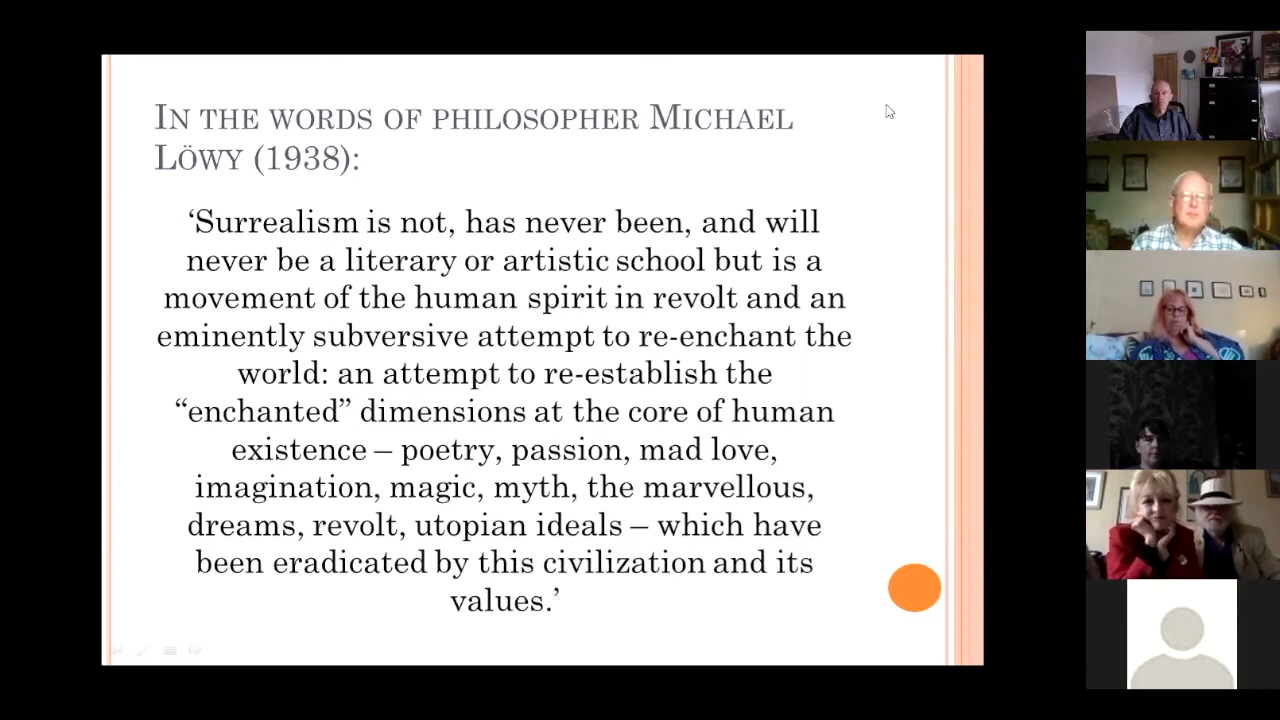 In the words of philosopher Michael
Löwy (1938):
‘Surrealism is not, has never been, and will
never be a literary or artistic school but is a
movement of the human spirit in revolt and an
eminently subversive attempt to re-enchant the
world: an attempt to re-establish the
“enchanted” dimensions at the core of human
existence – poetry, passion, mad love,
imagination, magic, myth, the marvellous,
dreams, revolt, utopian ideals – which have
been eradicated by this civilization and its
values.’